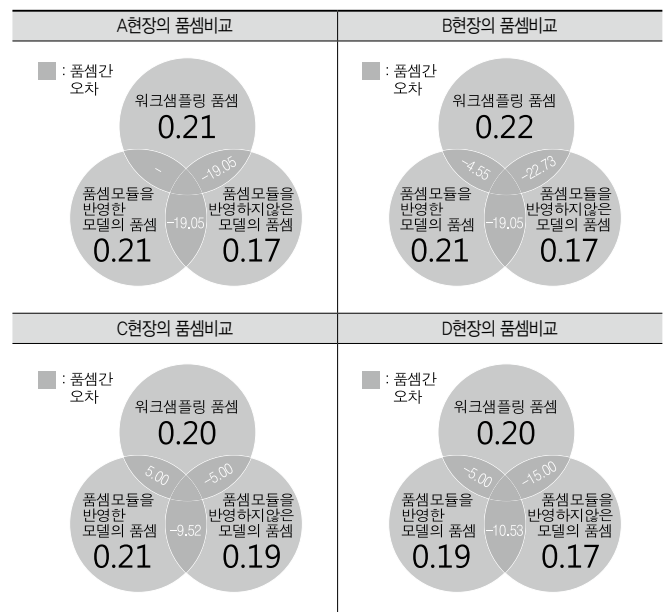 A현장의 품셈비교
: 품셈간
오차
워크샘플링 품셈
0.21
-
-19.05
품셈모듈을
반영한
모델의 품셈
0.21
-19.05
품셈모듈을
반영하지않은
모델의 품셈
0.17
B현장의 품셈비교
: 품셈간
오차
워크샘플링 품셈
0.22
-4.55
-22.73
품셈모듈을
반영한
모델의 품셈
0.21
-19.05
품셈모듈을
반영하지않은
모델의 품셈
0.17
C현장의 품셈비교
: 품셈간
오차
워크샘플링 품셈
0.20
5.00
-5.00
품셈모듈을
반영한
모델의 품셈
0.21
-9.52
품셈모듈을
반영하지않은
모델의 품셈
0.19
D현장의 품셈비교
: 품셈간
오차
워크샘플링 품셈
0.20
-5.00
-15.00
품셈모듈을
반영한
모델의 품셈
0.19
-10.53
품셈모듈을
반영하지않은
모델의 품셈
0.17